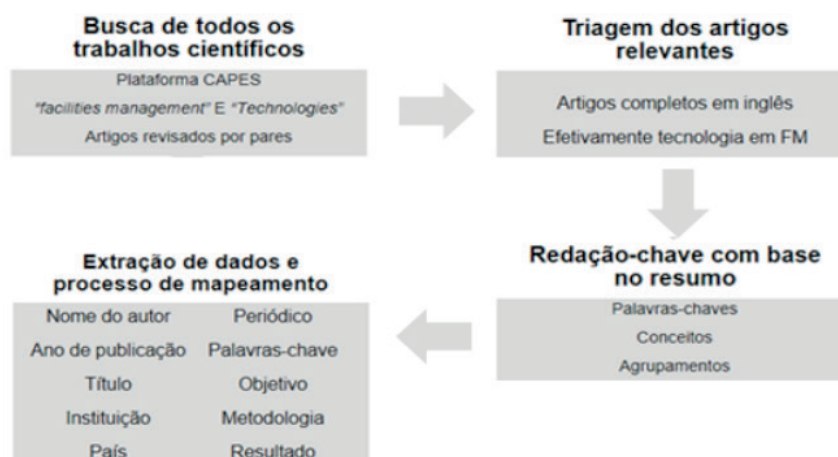 Busca de todos os
trabalhos científicos
Plataforma CAPES
"facilities management" E "Technologies"
Artigos revisados por pares
Triagem dos artigos
relevantes
Artigos completos em inglês
Efetivamente tecnologia em FM
Redação-chave com base
no resumo
Palavras-chaves
Conceitos
Agrupamentos
Extração de dados e
processo de mapeamento
Nome do autor Periódico
Ano de publicação Palavras-chave
Título Objetivo
Instituição Metodologia
País Resultado